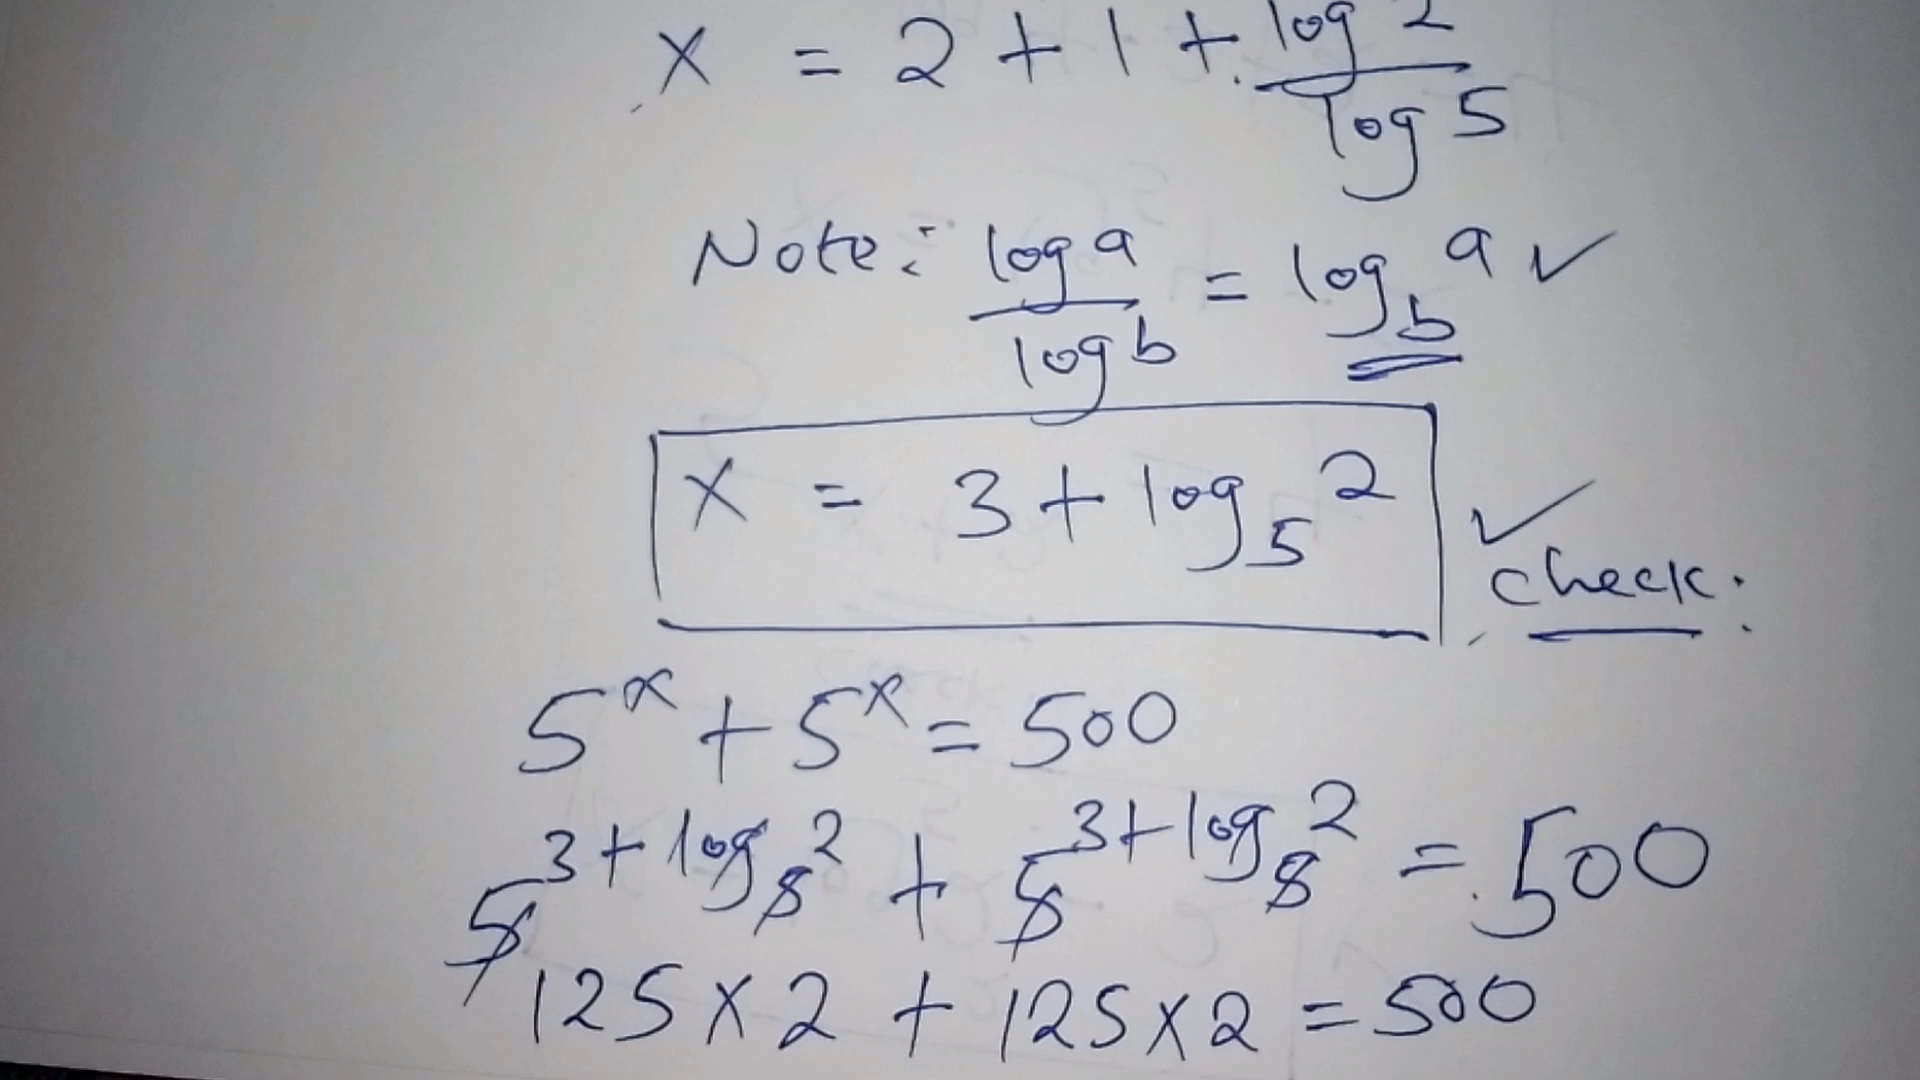 x = 2 + 1 + log 2 / log 5
Note: log a / log b = log_b a ✓
x = 3 + log_5 2 ✓
check:
5^x + 5^x = 500
5^(3 + log_5 2) + 5^(3 + log_5 2) = 500
125 × 2 + 125 × 2 = 500